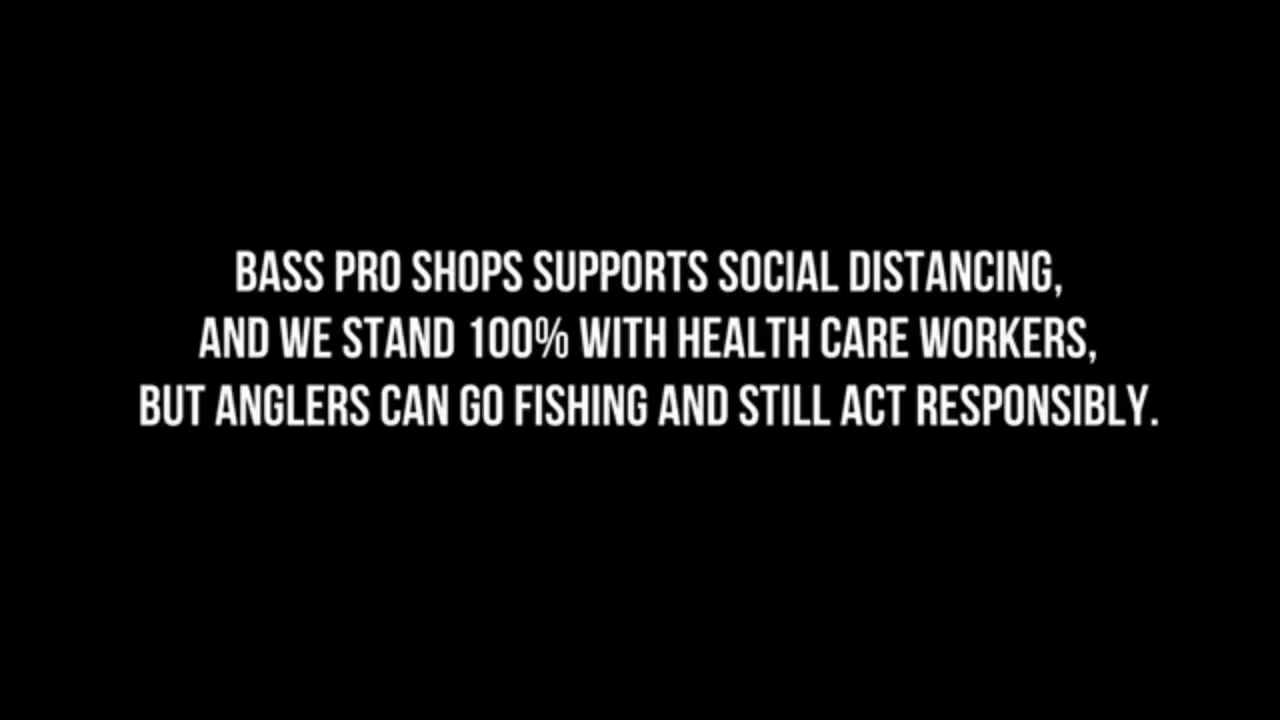 BASS PRO SHOPS SUPPORTS SOCIAL DISTANCING,
AND WE STAND 100% WITH HEALTH CARE WORKERS,
BUT ANGLERS CAN GO FISHING AND STILL ACT RESPONSIBLY.